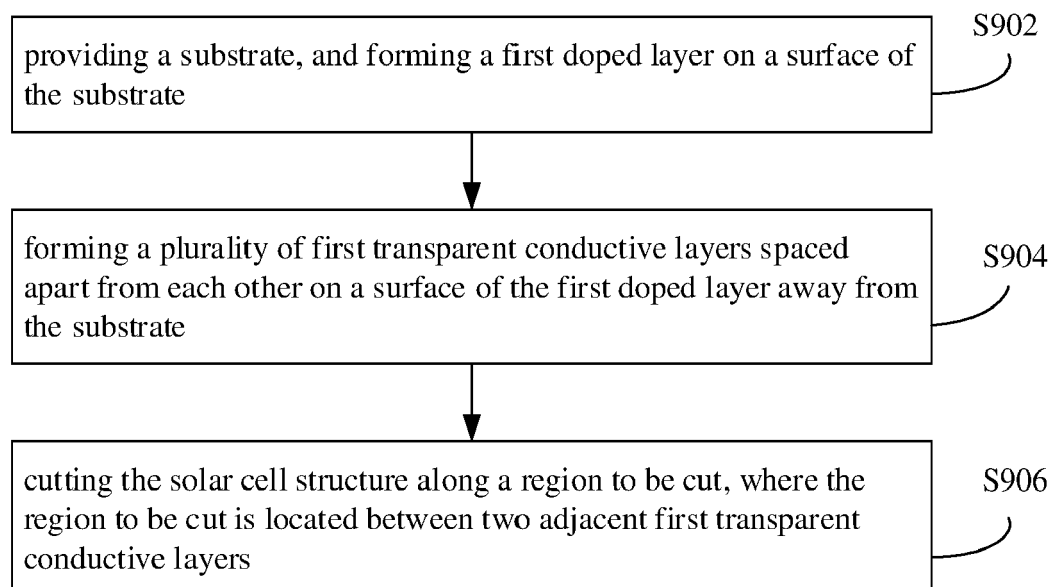 S902
providing a substrate, and forming a first doped layer on a surface of
the substrate
S904
forming a plurality of first transparent conductive layers spaced
apart from each other on a surface of the first doped layer away from
the substrate
S906
cutting the solar cell structure along a region to be cut, where the
region to be cut is located between two adjacent first transparent
conductive layers